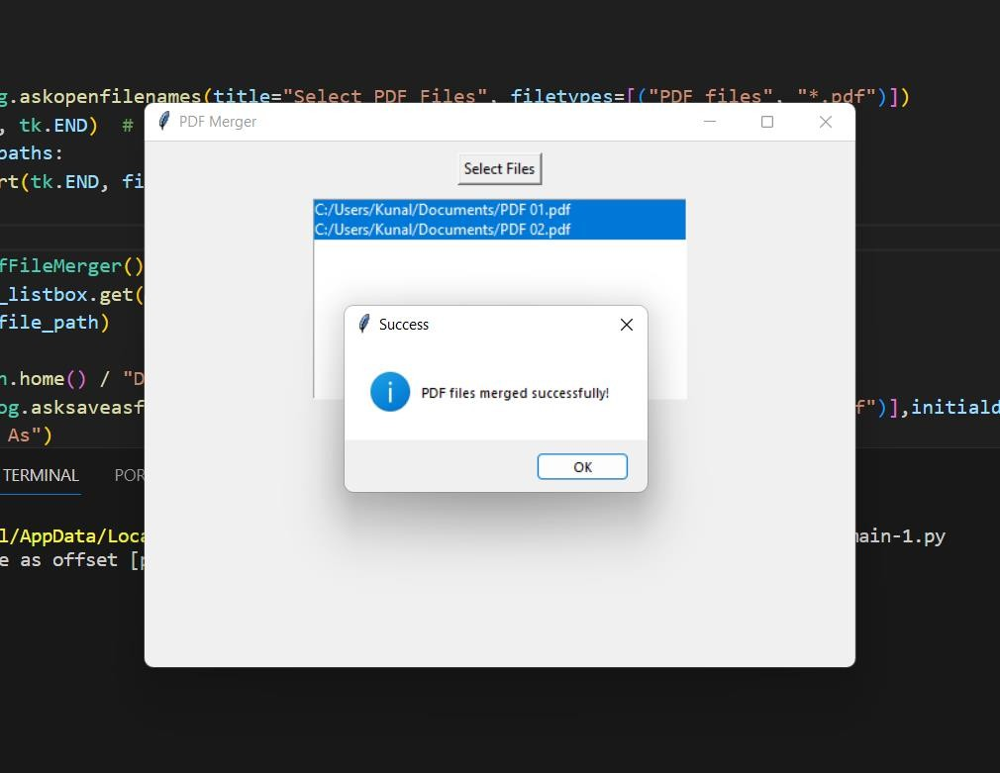 g.askopenfilenames(title="Select PDF Files", filetypes=[("PDF files", "*.pdf")])
, tk.END)  #
paths:
rt(tk.END, fi
fFileMerger()
_listbox.get(
file_path)
n.home() / "D
og.asksaveasf
f")],initiald
As")
TERMINAL
POR
l/AppData/Loca
main-1.py
e as offset [p
PDF Merger
Select Files
C:/Users/Kunal/Documents/PDF 01.pdf
C:/Users/Kunal/Documents/PDF 02.pdf
Success
PDF files merged successfully!
OK